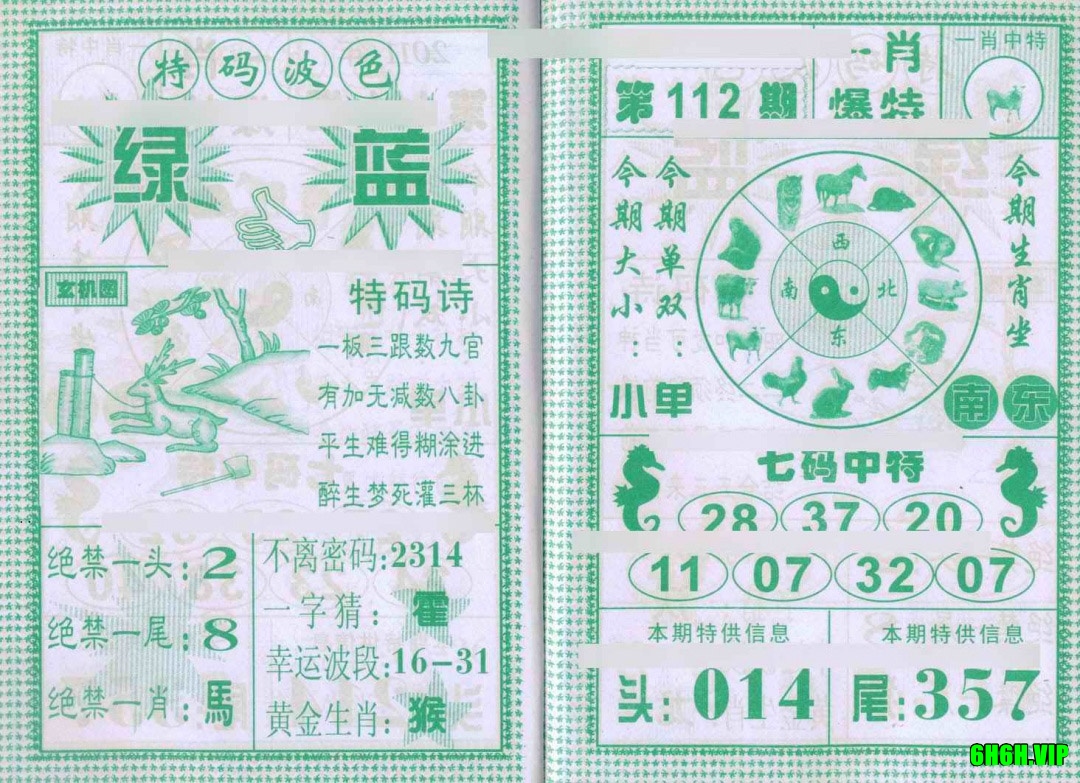 特码波色
绿 蓝
玄机图
特码诗
一板三跟数九官
有加无减数八卦
平生难得糊涂进
醉生梦死灌三杯
绝禁一头:2
绝禁一尾:8
绝禁一肖:馬
不离密码:2314
一字猜:霍
幸运波段:16-31
黄金生肖:猴
第112期
一肖
爆特
一肖中特
今期大小:小
今期单双:单
西
南 北
东
今期生肖坐
南东
七码中特
28 37 20
11 07 32 07
本期特供信息
头:014
本期特供信息
尾:357
6H6H.VIP